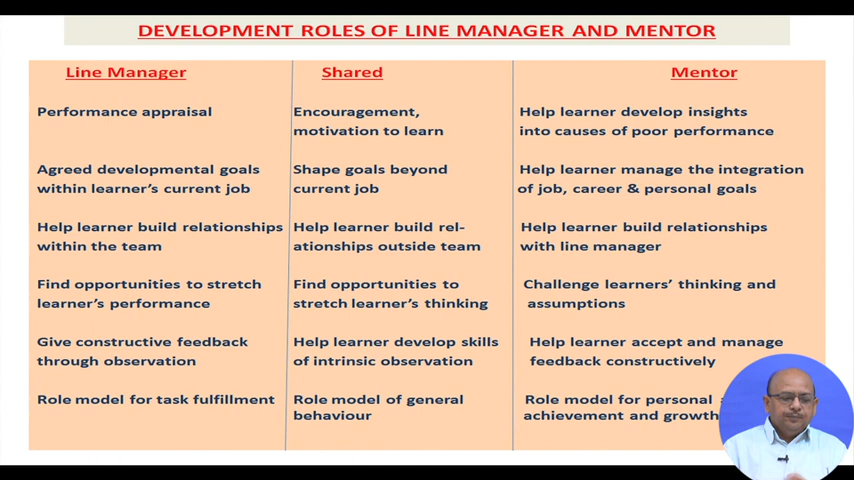 DEVELOPMENT ROLES OF LINE MANAGER AND MENTOR
Line Manager
Shared
Mentor
Performance appraisal
Encouragement,
motivation to learn
Help learner develop insights
into causes of poor performance
Agreed developmental goals
within learner's current job
Shape goals beyond
current job
Help learner manage the integration
of job, career & personal goals
Help learner build relationships
within the team
Help learner build rel-
ationships outside team
Help learner build relationships
with line manager
Find opportunities to stretch
learner's performance
Find opportunities to
stretch learner's thinking
Challenge learners' thinking and
assumptions
Give constructive feedback
through observation
Help learner develop skills
of intrinsic observation
Help learner accept and manage
feedback constructively
Role model for task fulfillment
Role model of general
behaviour
Role model for personal
achievement and growth